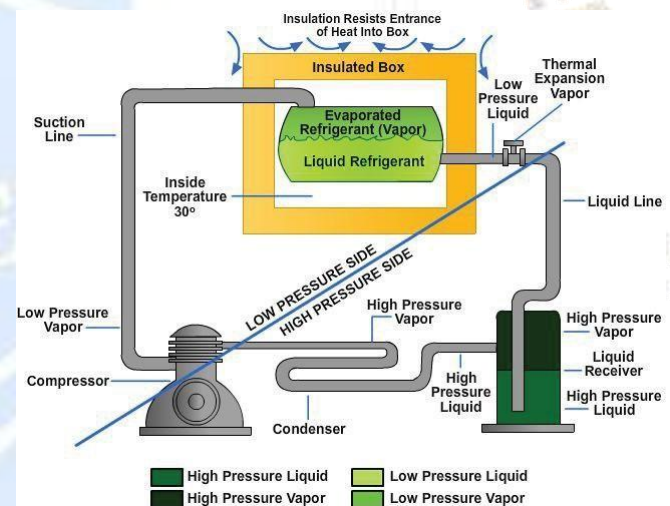 Insulation Resists Entrance
of Heat Into Box
Insulated Box
Thermal
Expansion
Vapor
Low
Pressure
Liquid
Suction
Line
Evaporated
Refrigerant (Vapor)
Liquid Refrigerant
Inside
Temperature
30º
Liquid Line
LOW PRESSURE SIDE
HIGH PRESSURE SIDE
Low Pressure
Vapor
High Pressure
Vapor
High Pressure
Vapor
Liquid
Receiver
High Pressure
Liquid
Compressor
High
Pressure
Liquid
Condenser
High Pressure Liquid
Low Pressure Liquid
High Pressure Vapor
Low Pressure Vapor